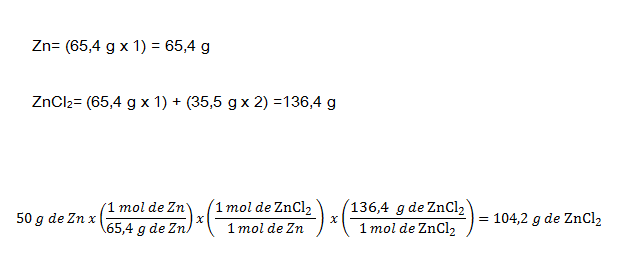 Zn= (65,4 g x 1) = 65,4 g
ZnCl₂= (65,4 g x 1) + (35,5 g x 2) =136,4 g
50 g de Zn x (1 mol de Zn / 65,4 g de Zn) x (1 mol de ZnCl₂ / 1 mol de Zn) x (136,4 g de ZnCl₂ / 1 mol de ZnCl₂) = 104,2 g de ZnCl₂